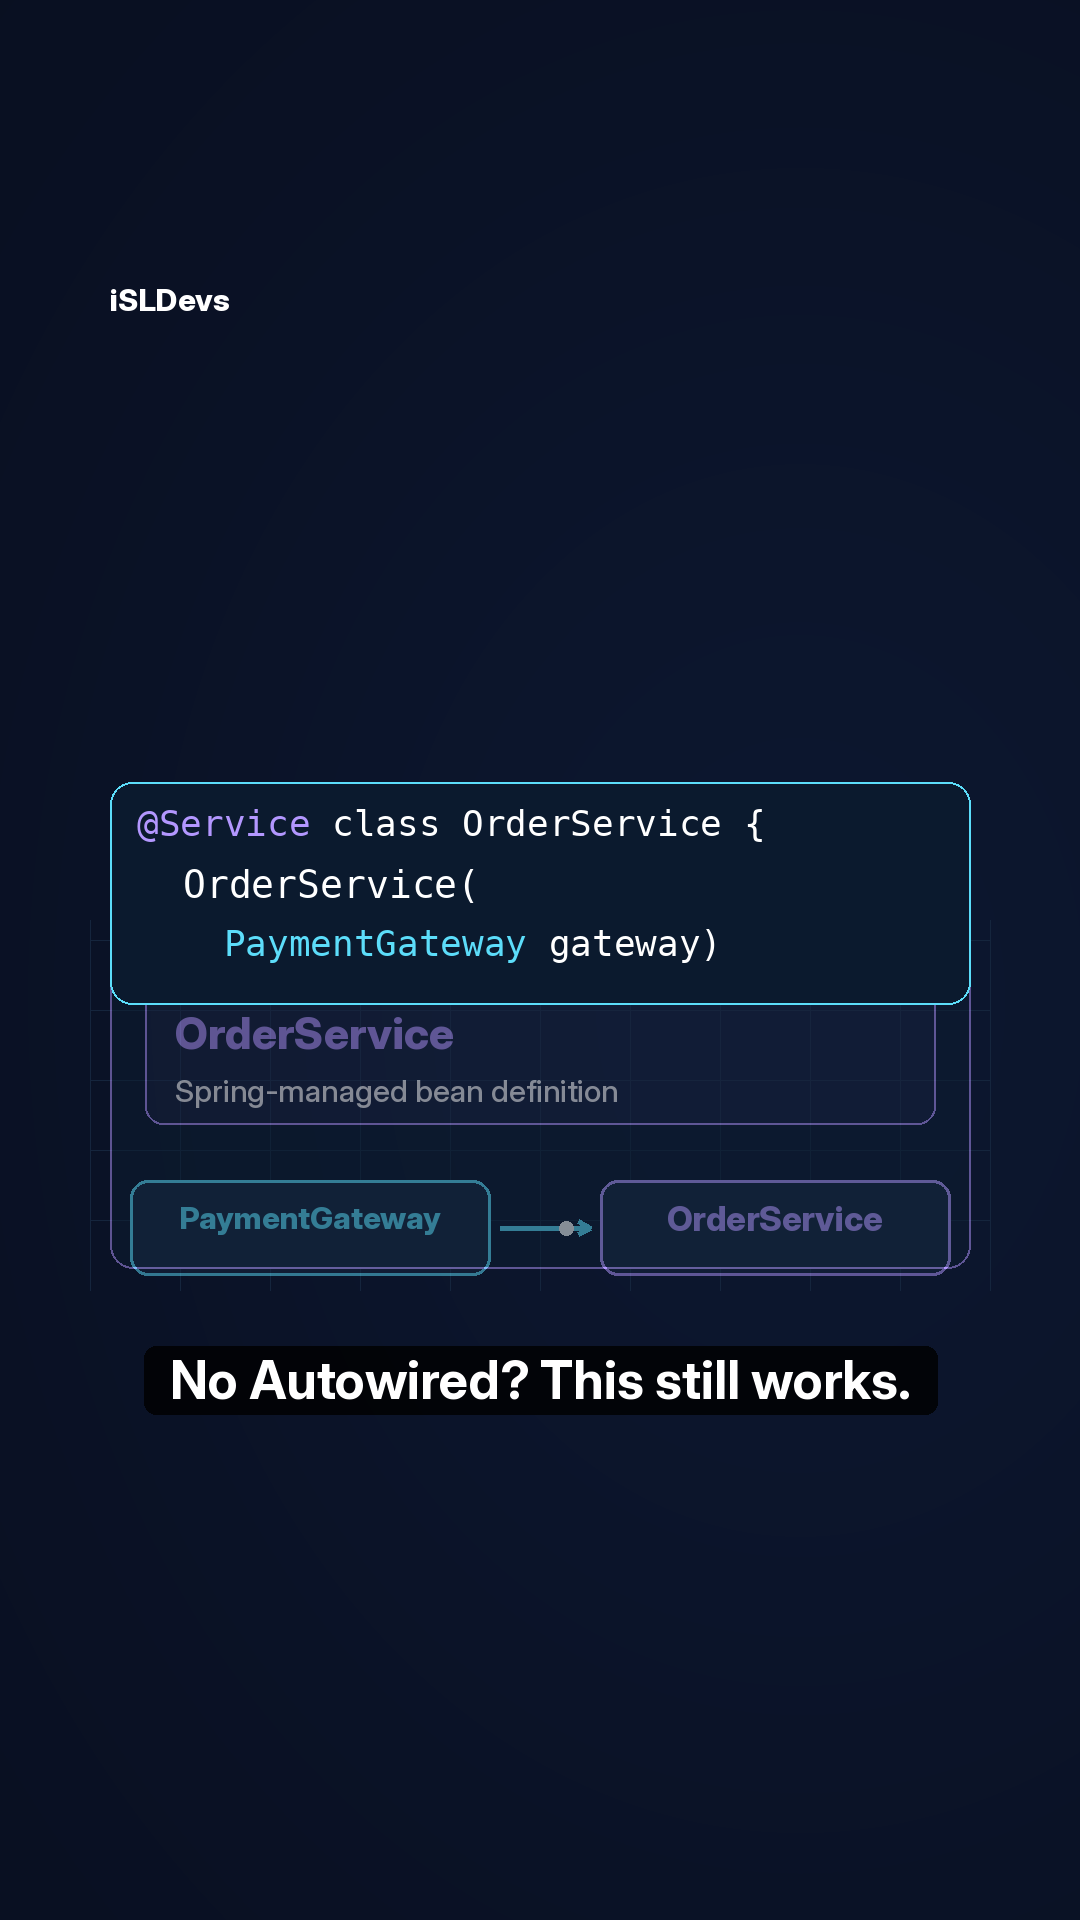 iSLDevs
@Service class OrderService {
OrderService(
PaymentGateway gateway)
OrderService
Spring-managed bean definition
PaymentGateway
OrderService
No Autowired? This still works.